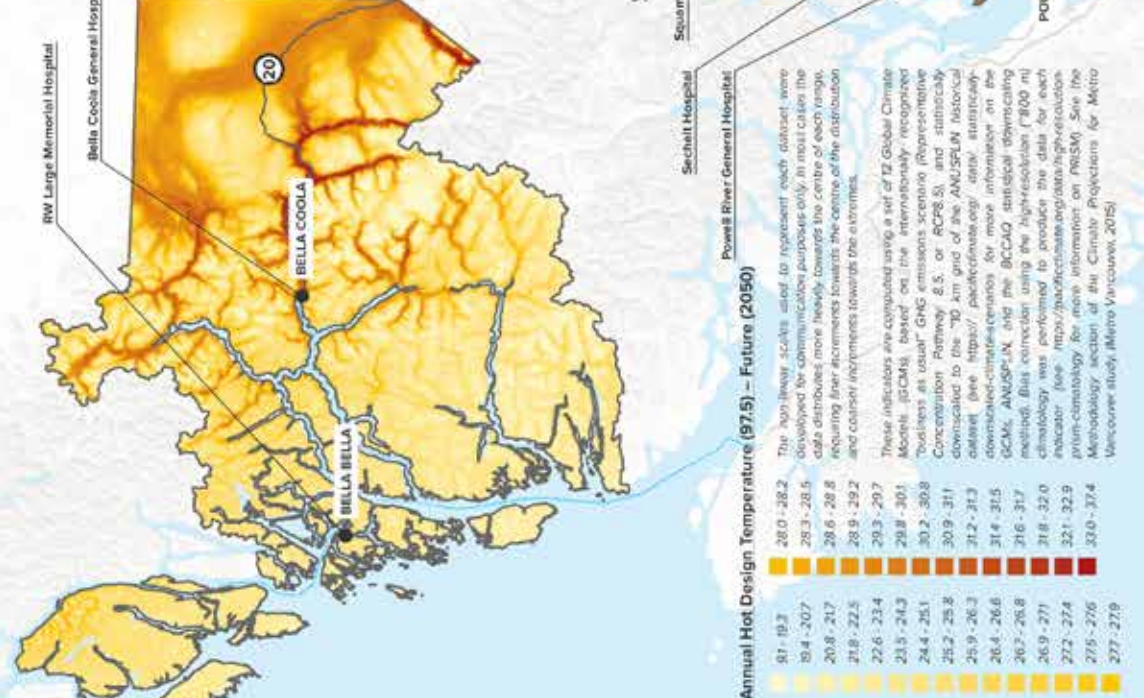 RW Large Memorial Hospital
Bella Coola General Hosp
20
BELLA COOLA
BELLA BELLA
Squam
Sechelt Hospital
Powell River General Hospital
POW
Annual Hot Design Temperature (97.5) – Future (2050)
9.1 - 19.3
19.4 - 20.7
20.8 - 21.7
21.8 - 22.5
22.6 - 23.4
23.5 - 24.3
24.4 - 25.1
25.2 - 25.8
25.9 - 26.3
26.4 - 26.6
26.7 - 26.8
26.9 - 27.1
27.2 - 27.4
27.5 - 27.6
27.7 - 27.9
28.0 - 28.2
28.3 - 28.5
28.6 - 28.8
28.9 - 29.2
29.3 - 29.7
29.8 - 30.1
30.2 - 30.8
30.9 - 31.1
31.2 - 31.3
31.4 - 31.5
31.6 - 31.7
31.8 - 32.0
32.1 - 32.9
33.0 - 37.4
The non-linear scales used to represent each dataset were
developed for communication purposes only. In most cases the
data distributes more heavily towards the centre of each range,
requiring finer increments towards the centre of the distribution
and coarser increments towards the extremes.
These indicators are computed using a set of 12 Global Climate
Models (GCMs), based on the internationally recognized
"business as usual" GHG emissions scenario (Representative
Concentration Pathway 8.5, or RCP8.5), and statistically
downscaled to the ~10 km grid of the ANUSPLIN historical
dataset (see https:// pacificclimate.org/ data/ statistically-
downscaled-climate-scenarios for more information on the
GCMs, ANUSPLIN, and the BCCAQ statistical downscaling
method). Bias correction using the high-resolution (~800 m)
climatology was performed to produce the data for each
indicator (see https://pacificclimate.org/data/high-resolution-
prism-climatology for more information on PRISM). See the
Methodology section of the Climate Projections for Metro
Vancouver study. (Metro Vancouver, 2015)